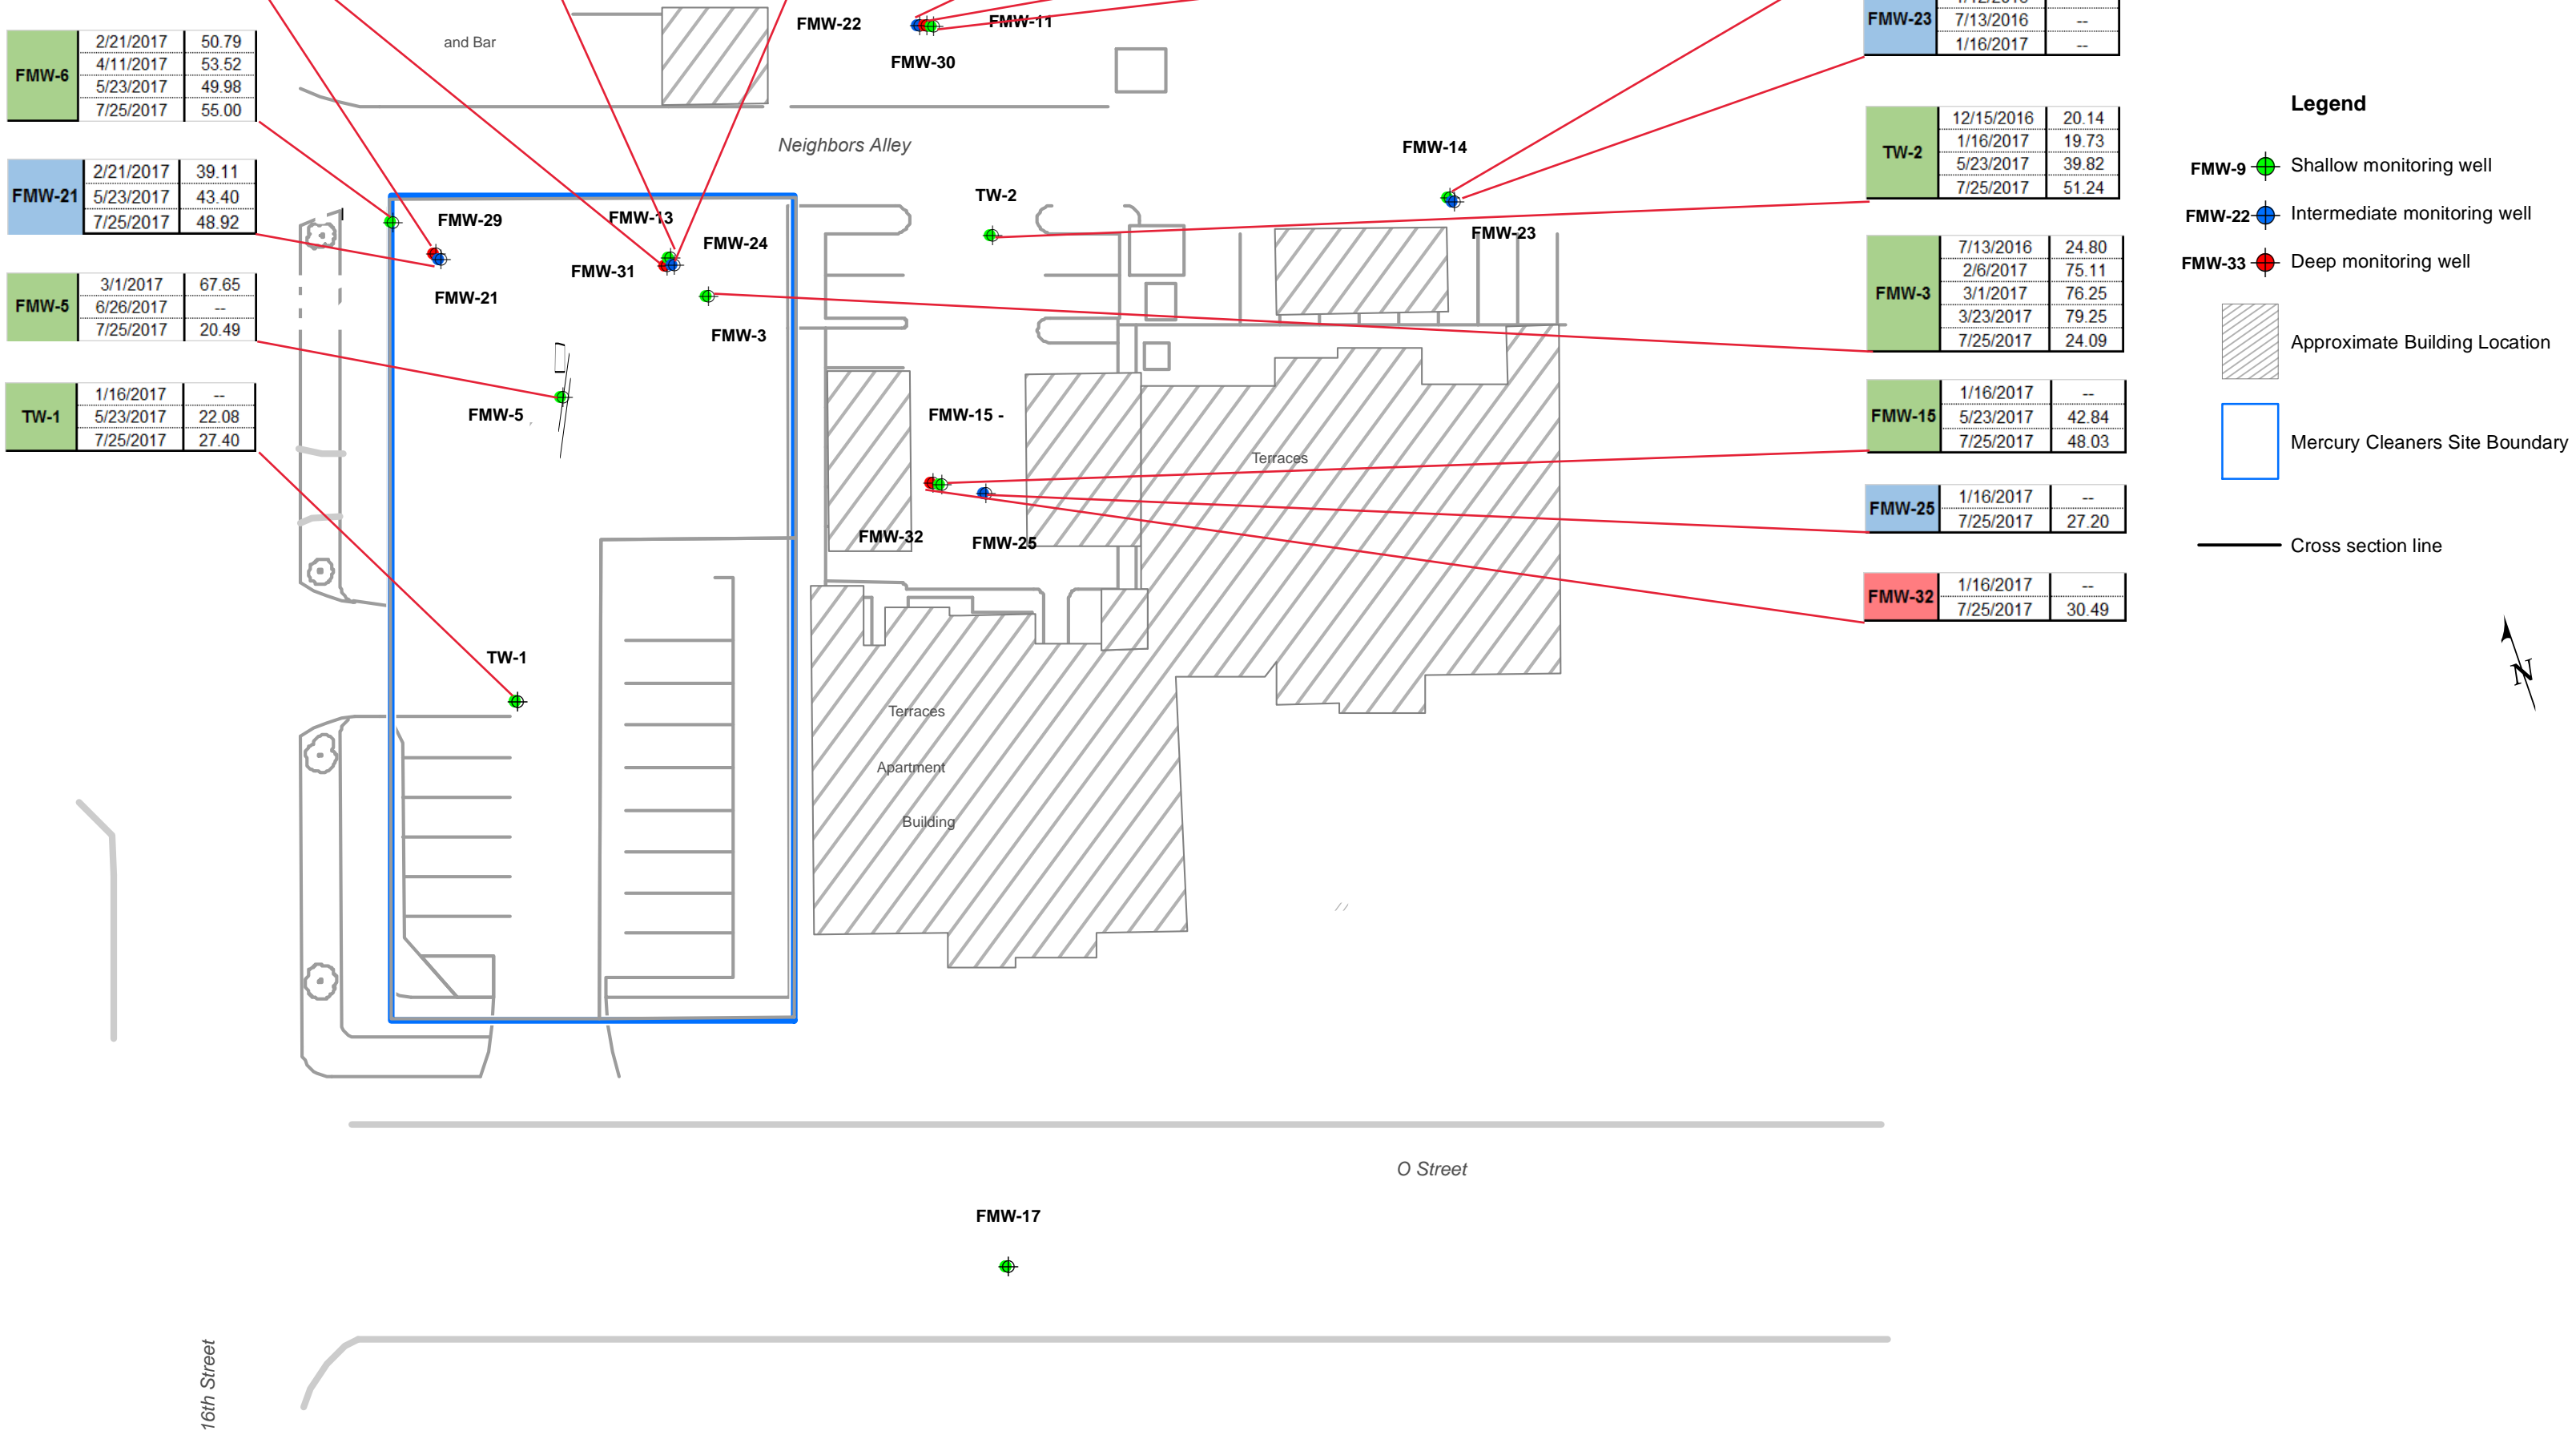 FMW-6
2/21/2017 50.79
4/11/2017 53.52
5/23/2017 49.98
7/25/2017 55.00
FMW-21
2/21/2017 39.11
5/23/2017 43.40
7/25/2017 48.92
FMW-5
3/1/2017 67.65
6/26/2017 --
7/25/2017 20.49
TW-1
1/16/2017 --
5/23/2017 22.08
7/25/2017 27.40
and Bar
FMW-22
FMW-11
FMW-30
Neighbors Alley
FMW-14
TW-2
FMW-23
FMW-29
FMW-13
FMW-24
FMW-31
FMW-21
FMW-3
FMW-5
FMW-15 -
Terraces
FMW-32
FMW-25
TW-1
Terraces
Apartment
Building
O Street
FMW-17
16th Street
FMW-23
7/13/2016 --
1/16/2017 --
TW-2
12/15/2016 20.14
1/16/2017 19.73
5/23/2017 39.82
7/25/2017 51.24
FMW-3
7/13/2016 24.80
2/6/2017 75.11
3/1/2017 76.25
3/23/2017 79.25
7/25/2017 24.09
FMW-15
1/16/2017 --
5/23/2017 42.84
7/25/2017 48.03
FMW-25
1/16/2017 --
7/25/2017 27.20
FMW-32
1/16/2017 --
7/25/2017 30.49
Legend
FMW-9 Shallow monitoring well
FMW-22 Intermediate monitoring well
FMW-33 Deep monitoring well
Approximate Building Location
Mercury Cleaners Site Boundary
Cross section line
N